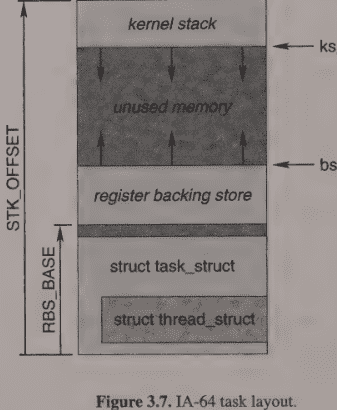 kernel stack
ks
unused memory
bs
register backing store
STK_OFFSET
RBS_BASE
struct task_struct
struct thread_struct
Figure 3.7. IA-64 task layout.